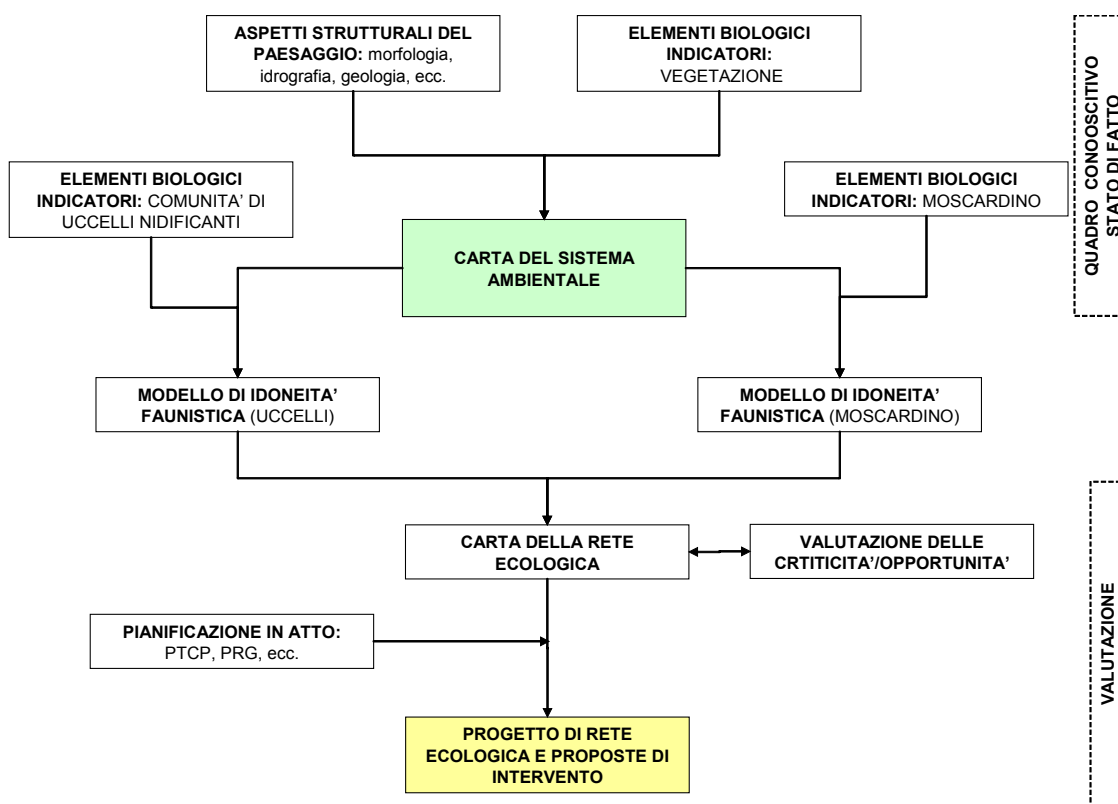 ASPETTI STRUTTURALI DEL
PAESAGGIO: morfologia,
idrografia, geologia, ecc.
ELEMENTI BIOLOGICI
INDICATORI:
VEGETAZIONE
QUADRO CONOOSCITIVO
STATO DI FATTO
ELEMENTI BIOLOGICI
INDICATORI: COMUNITA’ DI
UCCELLI NIDIFICANTI
ELEMENTI BIOLOGICI
INDICATORI: MOSCARDINO
CARTA DEL SISTEMA
AMBIENTALE
MODELLO DI IDONEITA’
FAUNISTICA (UCCELLI)
MODELLO DI IDONEITA’
FAUNISTICA (MOSCARDINO)
CARTA DELLA RETE
ECOLOGICA
VALUTAZIONE DELLE
CRTITICITA’/OPPORTUNITA’
PIANIFICAZIONE IN ATTO:
PTCP, PRG, ecc.
VALUTAZIONE
PROGETTO DI RETE
ECOLOGICA E PROPOSTE DI
INTERVENTO